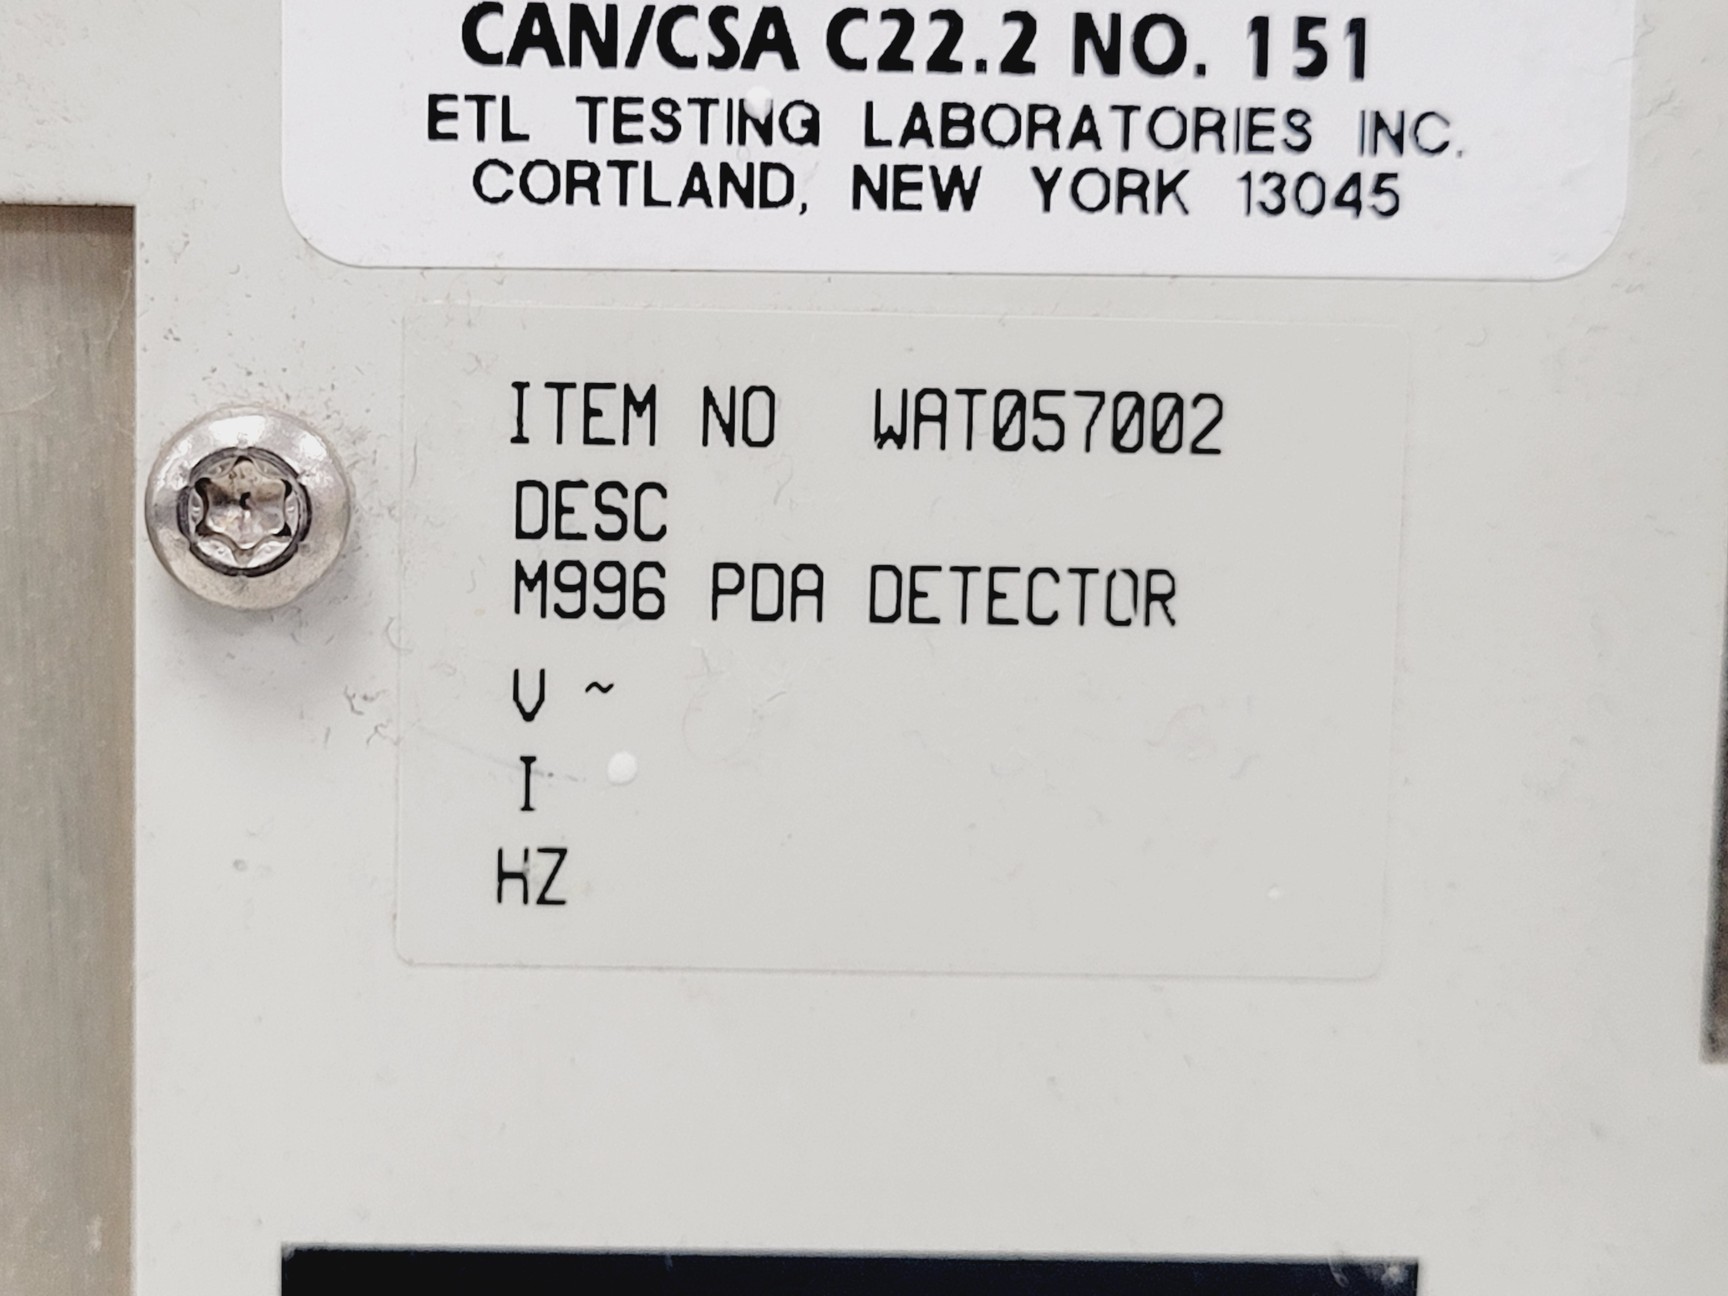 CAN/CSA C22.2 NO. 151
ETL TESTING LABORATORIES INC.
CORTLAND, NEW YORK 13045
ITEM NO WAT057002
DESC
M996 PDA DETECTOR
V ~
I
HZ